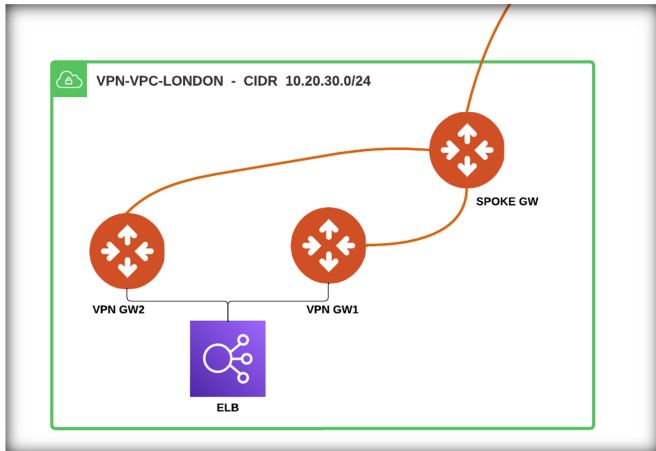 VPN-VPC-LONDON - CIDR 10.20.30.0/24
SPOKE GW
VPN GW2
VPN GW1
ELB